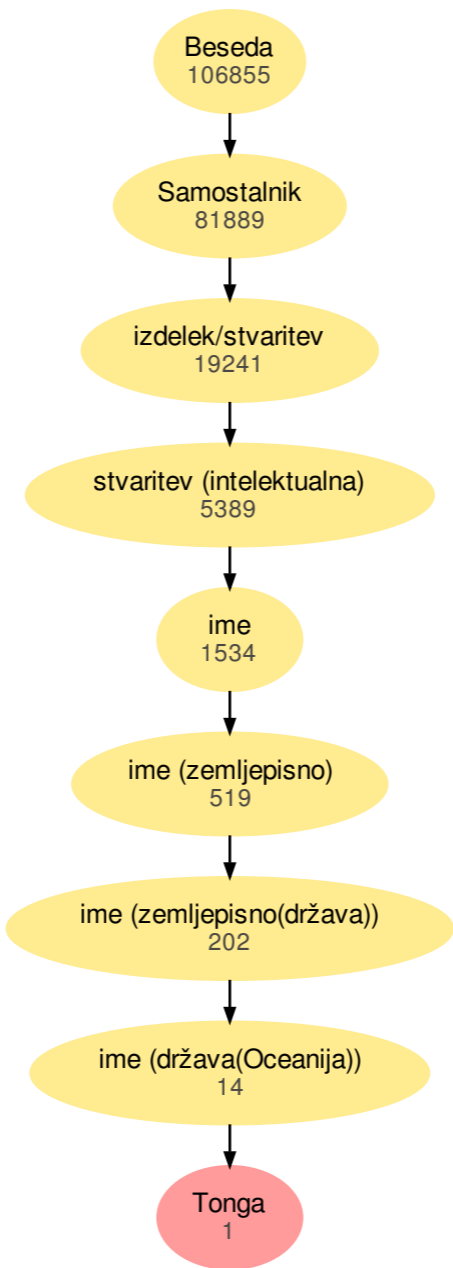 Beseda
106855
Samostalnik
81889
izdelek/stvaritev
19241
stvaritev (intelektualna)
5389
ime
1534
ime (zemljepisno)
519
ime (zemljepisno(država))
202
ime (država(Oceanija))
14
Tonga
1